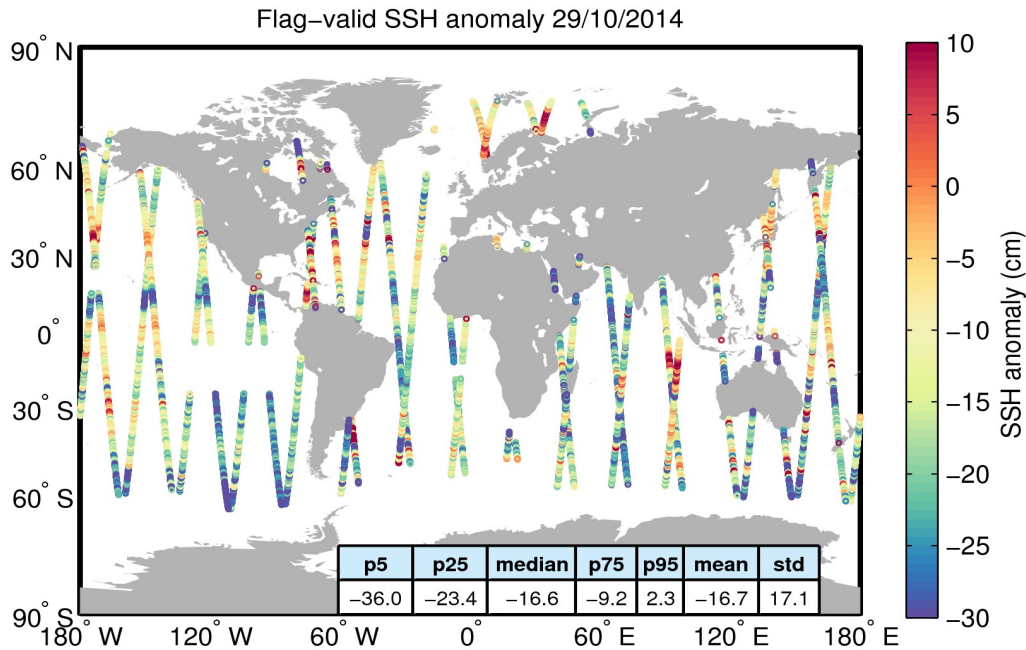 Flag−valid SSH anomaly 29/10/2014
90° N
60° N
30° N
0°
30° S
60° S
90° S
180° W 120° W 60° W 0° 60° E 120° E 180° E
p5 p25 median p75 p95 mean std
−36.0 −23.4 −16.6 −9.2 2.3 −16.7 17.1
10
5
0
−5
−10
−15
−20
−25
−30
SSH anomaly (cm)